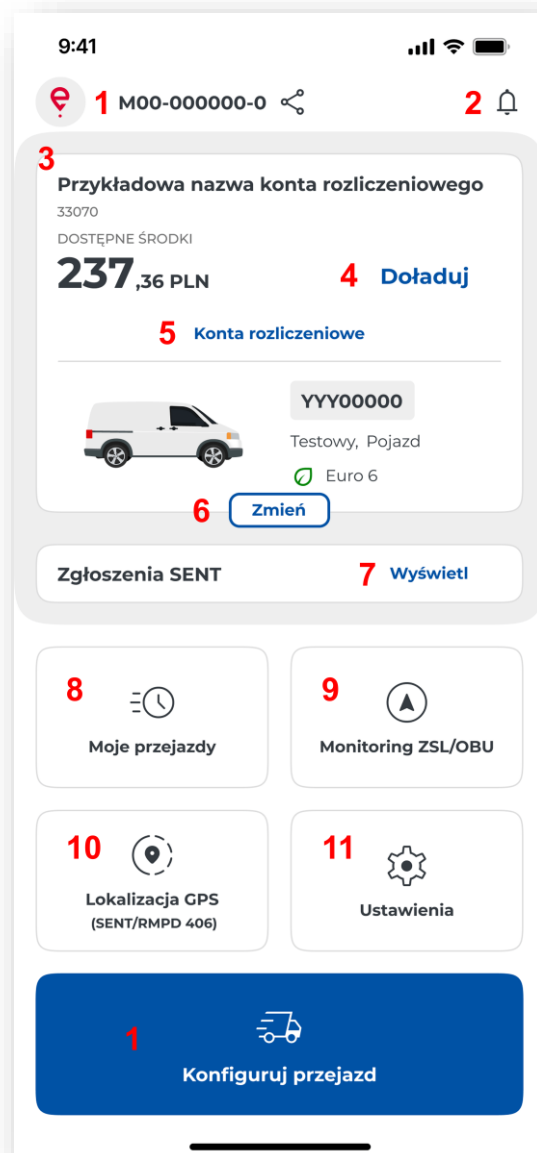 9:41
1 M00-000000-0 2
3
Przykładowa nazwa konta rozliczeniowego
33070
DOSTĘPNE ŚRODKI
237,36 PLN 4 Doładuj
5 Konta rozliczeniowe
YYY00000
Testowy, Pojazd
Euro 6
6 Zmień
Zgłoszenia SENT 7 Wyświetl
8 9
Moje przejazdy Monitoring ZSL/OBU
10 11
Lokalizacja GPS Ustawienia
(SENT/RMPD 406)
1
Konfiguruj przejazd